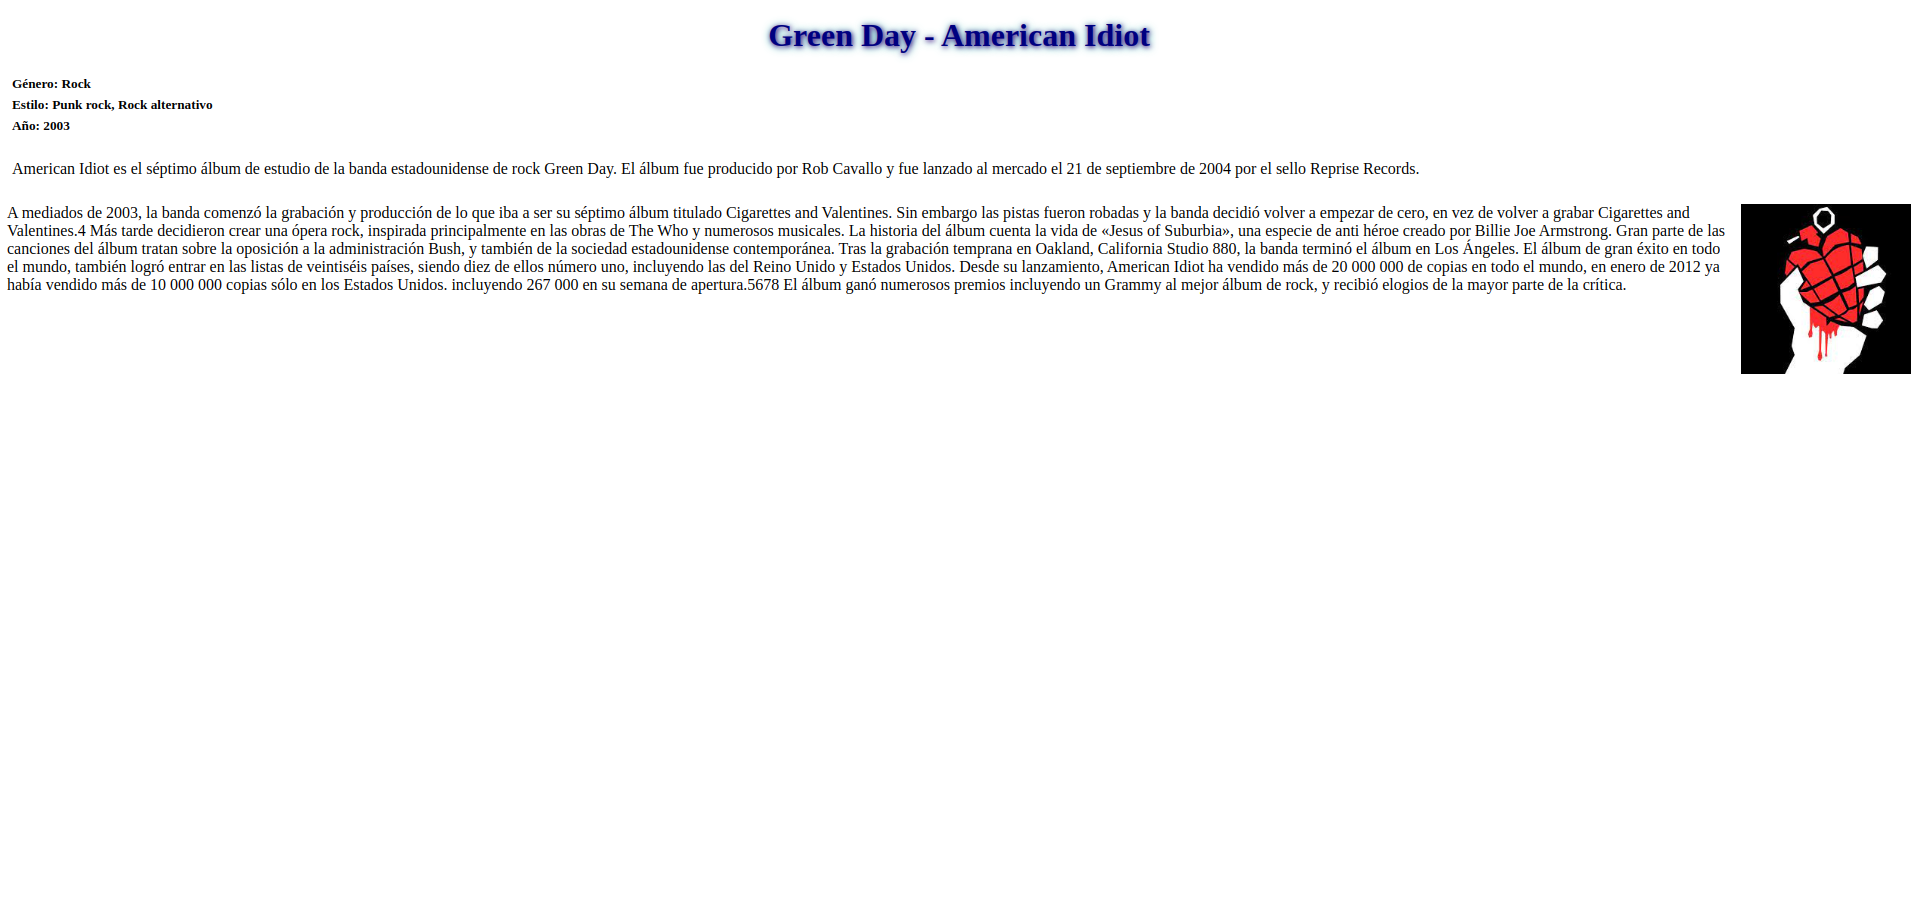 Green Day - American Idiot
Género: Rock
Estilo: Punk rock, Rock alternativo
Año: 2003
American Idiot es el séptimo álbum de estudio de la banda estadounidense de rock Green Day. El álbum fue producido por Rob Cavallo y fue lanzado al mercado el 21 de septiembre de 2004 por el sello Reprise Records.
A mediados de 2003, la banda comenzó la grabación y producción de lo que iba a ser su séptimo álbum titulado Cigarettes and Valentines. Sin embargo las pistas fueron robadas y la banda decidió volver a empezar de cero, en vez de volver a grabar Cigarettes and
Valentines.4 Más tarde decidieron crear una ópera rock, inspirada principalmente en las obras de The Who y numerosos musicales. La historia del álbum cuenta la vida de «Jesus of Suburbia», una especie de anti héroe creado por Billie Joe Armstrong. Gran parte de las
canciones del álbum tratan sobre la oposición a la administración Bush, y también de la sociedad estadounidense contemporánea. Tras la grabación temprana en Oakland, California Studio 880, la banda terminó el álbum en Los Ángeles. El álbum de gran éxito en todo
el mundo, también logró entrar en las listas de veintiséis países, siendo diez de ellos número uno, incluyendo las del Reino Unido y Estados Unidos. Desde su lanzamiento, American Idiot ha vendido más de 20 000 000 de copias en todo el mundo, en enero de 2012 ya
había vendido más de 10 000 000 copias sólo en los Estados Unidos. incluyendo 267 000 en su semana de apertura.5678 El álbum ganó numerosos premios incluyendo un Grammy al mejor álbum de rock, y recibió elogios de la mayor parte de la crítica.